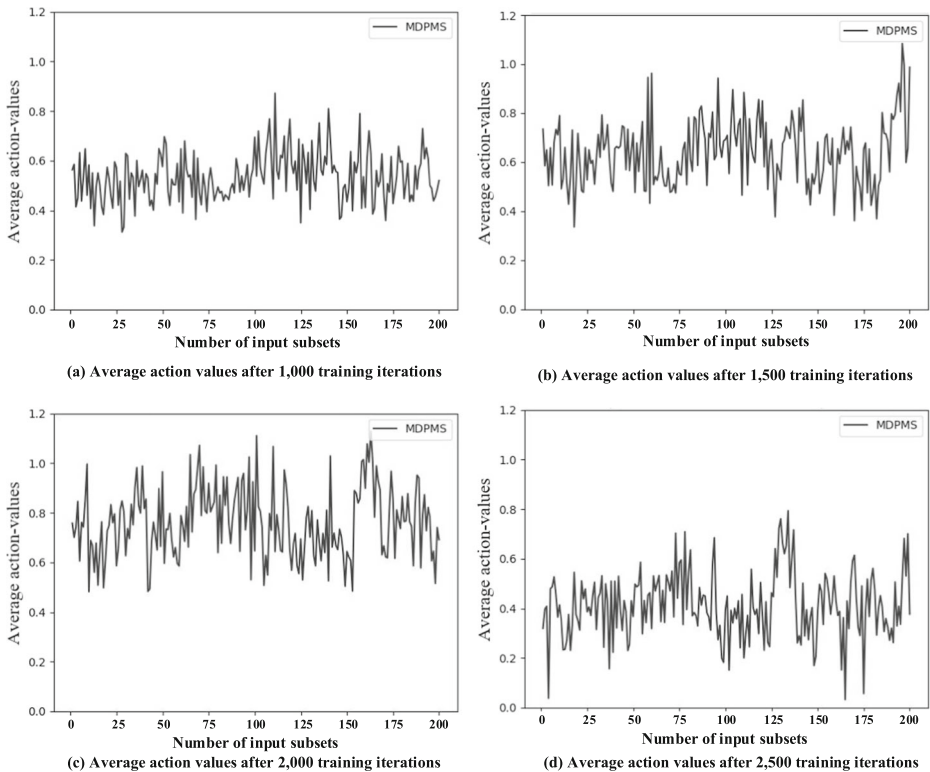 MDPMS
Average action-values
1.2
1.0
0.8
0.6
0.4
0.2
0.0
0 25 50 75 100 125 150 175 200
Number of input subsets
(a) Average action values after 1,000 training iterations
MDPMS
Average action-values
1.2
1.0
0.8
0.6
0.4
0.2
0.0
0 25 50 75 100 125 150 175 200
Number of input subsets
(b) Average action values after 1,500 training iterations
MDPMS
Average action-values
1.2
1.0
0.8
0.6
0.4
0.2
0.0
0 25 50 75 100 125 150 175 200
Number of input subsets
(c) Average action values after 2,000 training iterations
MDPMS
Average action-values
1.2
1.0
0.8
0.6
0.4
0.2
0.0
0 25 50 75 100 125 150 175 200
Number of input subsets
(d) Average action values after 2,500 training iterations